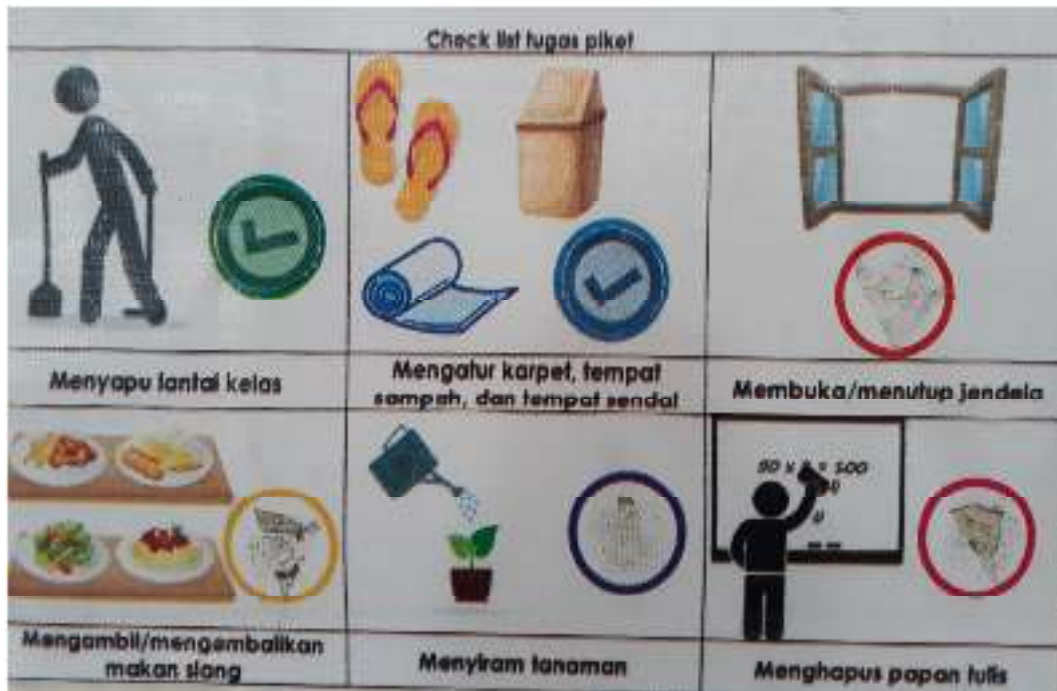 Check list tugas piket
Menyapu lantai kelas
Mengatur karpet, tempat
sampah, dan tempat sendal
Membuka/menutup jendela
Mengambil/mengembalikan
makan siang
Menyiram tanaman
Menghapus papan tulis